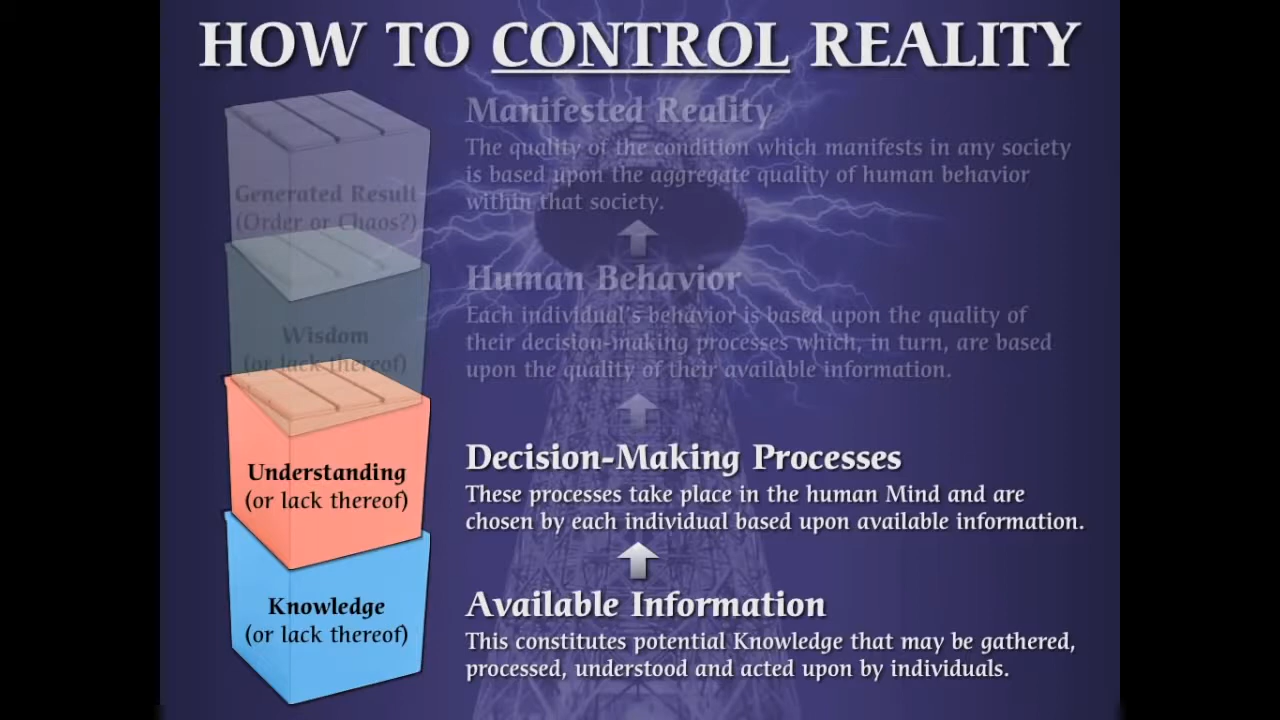 HOW TO CONTROL REALITY
Generated Result
(Order or Chaos?)
Manifested Reality
The quality of the condition which manifests in any society
is based upon the aggregate quality of human behavior
within that society.
Wisdom
(or lack thereof)
Human Behavior
Each individual's behavior is based upon the quality of
their decision-making processes which, in turn, are based
upon the quality of their available information.
Understanding
(or lack thereof)
Decision-Making Processes
These processes take place in the human Mind and are
chosen by each individual based upon available information.
Knowledge
(or lack thereof)
Available Information
This constitutes potential Knowledge that may be gathered,
processed, understood and acted upon by individuals.